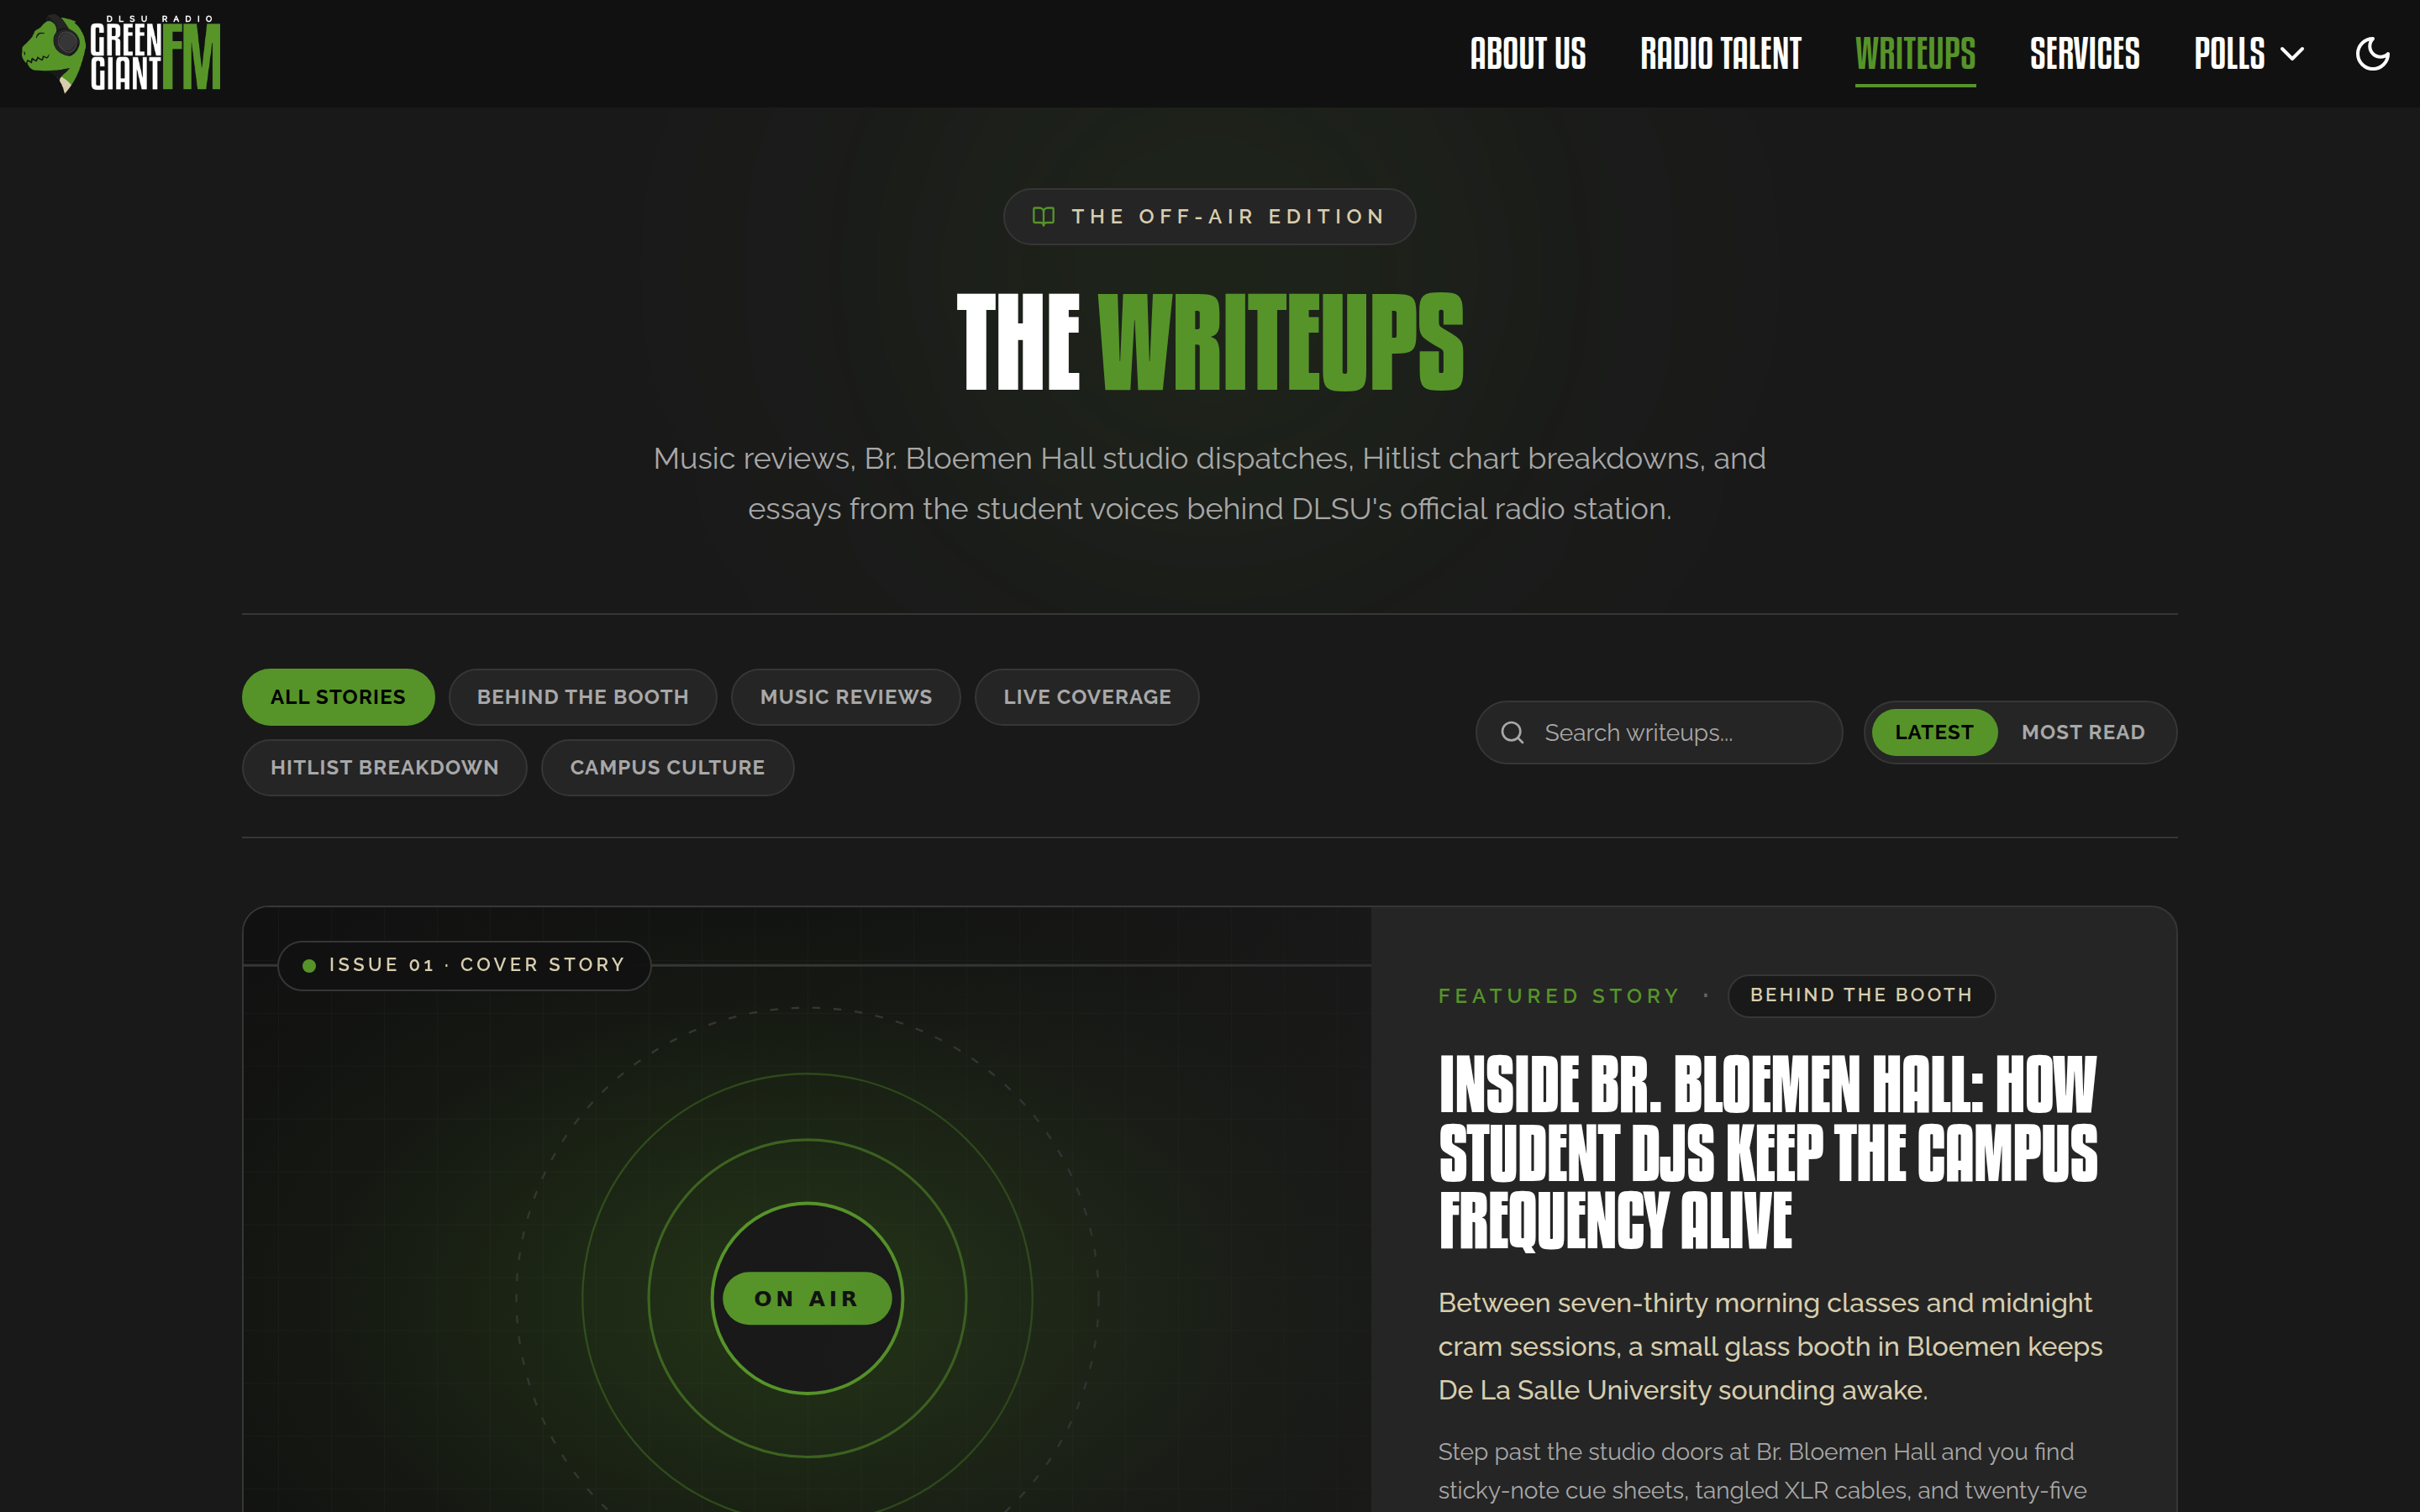 DLSU RADIO
GREEN GIANT FM
ABOUT US
RADIO TALENT
WRITEUPS
SERVICES
POLLS
THE OFF-AIR EDITION
THE WRITEUPS
Music reviews, Br. Bloemen Hall studio dispatches, Hitlist chart breakdowns, and
essays from the student voices behind DLSU's official radio station.
ALL STORIES
BEHIND THE BOOTH
MUSIC REVIEWS
LIVE COVERAGE
HITLIST BREAKDOWN
CAMPUS CULTURE
Search writeups...
LATEST
MOST READ
ISSUE 01 · COVER STORY
ON AIR
FEATURED STORY · BEHIND THE BOOTH
INSIDE BR. BLOEMEN HALL: HOW
STUDENT DJS KEEP THE CAMPUS
FREQUENCY ALIVE
Between seven-thirty morning classes and midnight
cram sessions, a small glass booth in Bloemen keeps
De La Salle University sounding awake.
Step past the studio doors at Br. Bloemen Hall and you find
sticky-note cue sheets, tangled XLR cables, and twenty-five